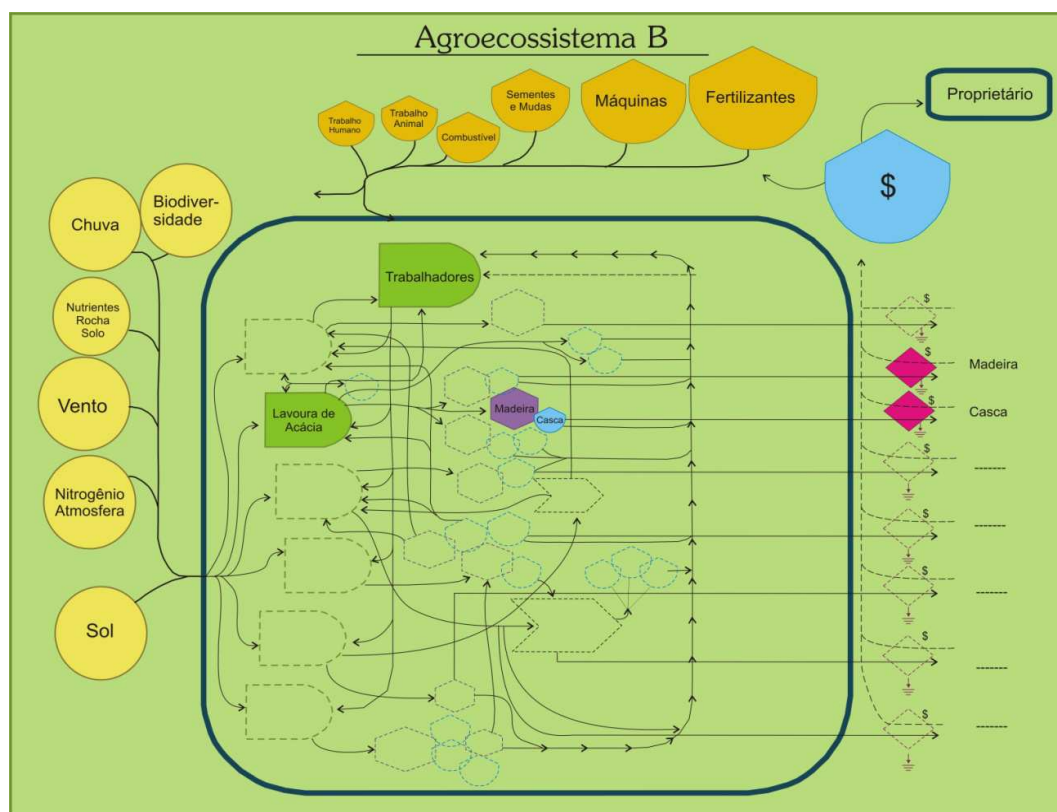 Agroecossistema B
Trabalho
Humano
Trabalho
Animal
Combustível
Sementes
e Mudas
Máquinas
Fertilizantes
Proprietário
$
Chuva
Biodiver-
sidade
Nutrientes
Rocha
Solo
Vento
Nitrogênio
Atmosfera
Sol
Trabalhadores
Lavoura de
Acácia
Madeira
Casca
$
$
Madeira
$
Casca
$
-------
$
-------
$
-------
$
-------
$
-------